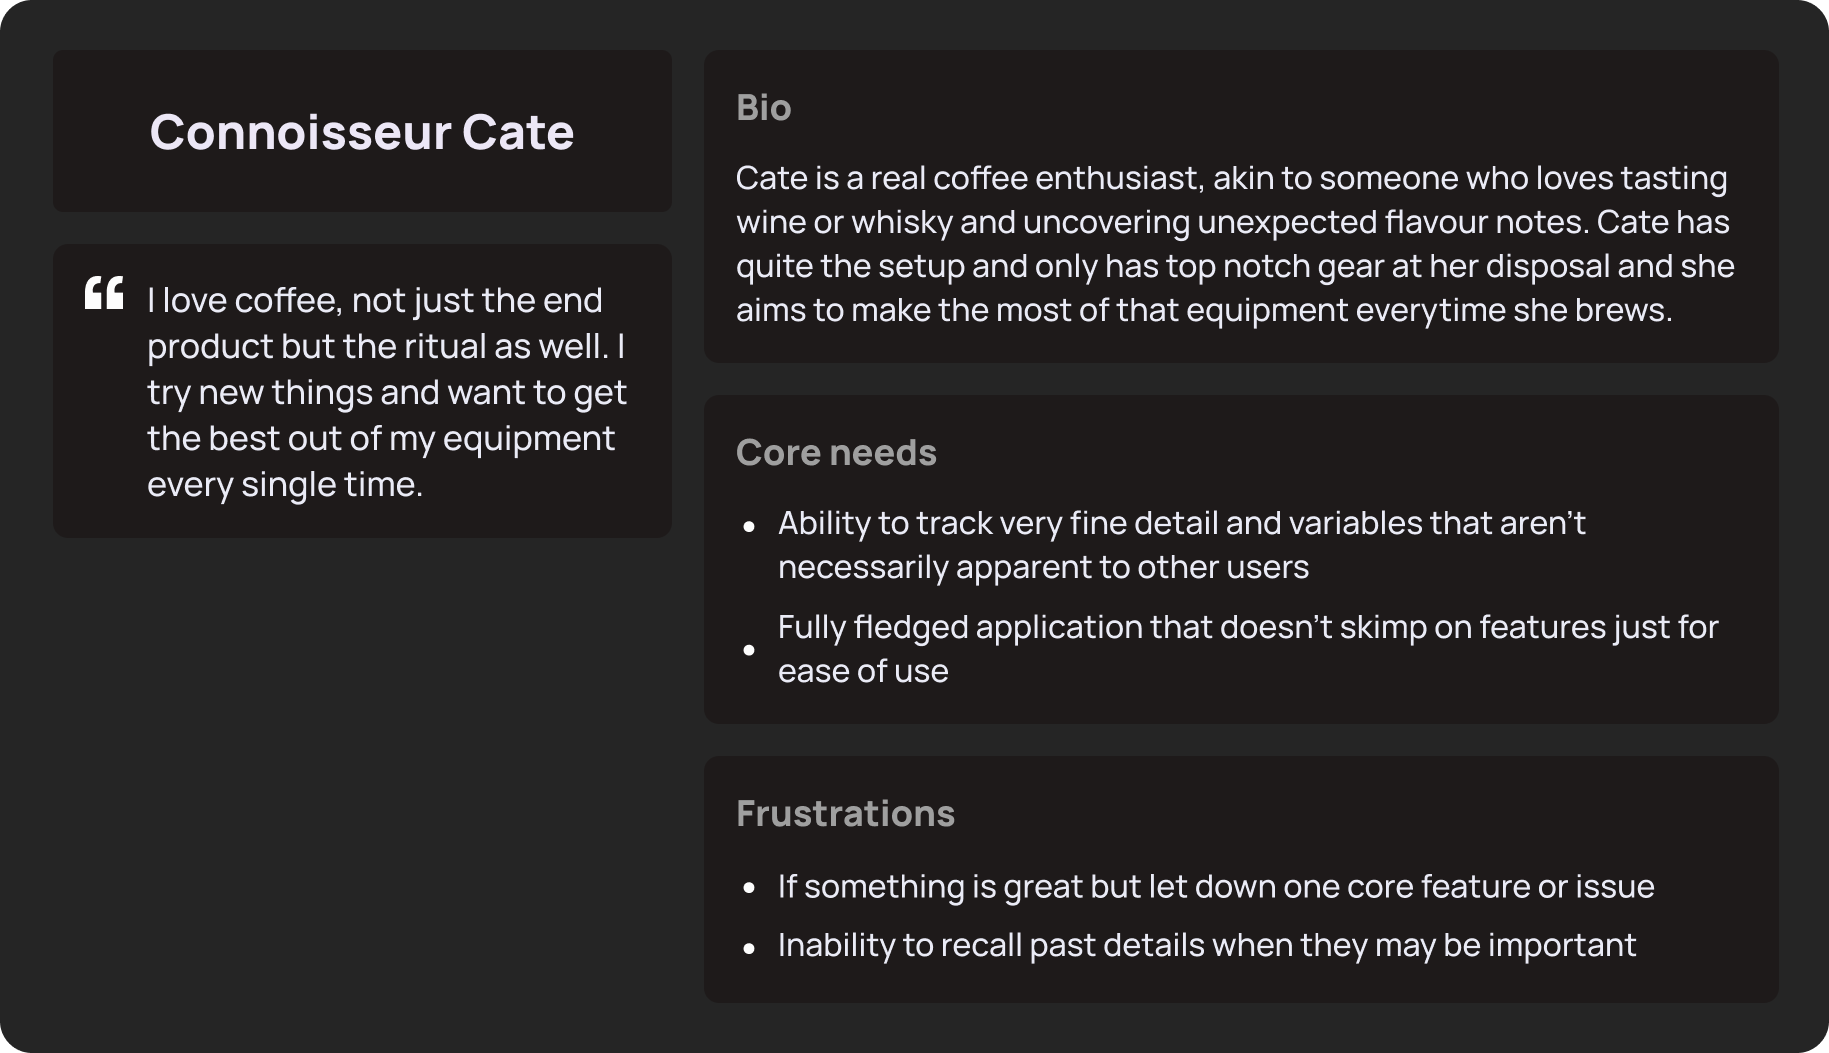 Connoisseur Cate
“
I love coffee, not just the end
product but the ritual as well. I
try new things and want to get
the best out of my equipment
every single time.
Bio
Cate is a real coffee enthusiast, akin to someone who loves tasting
wine or whisky and uncovering unexpected flavour notes. Cate has
quite the setup and only has top notch gear at her disposal and she
aims to make the most of that equipment everytime she brews.
Core needs
• Ability to track very fine detail and variables that aren’t
necessarily apparent to other users
• Fully fledged application that doesn’t skimp on features just for
ease of use
Frustrations
• If something is great but let down one core feature or issue
• Inability to recall past details when they may be important